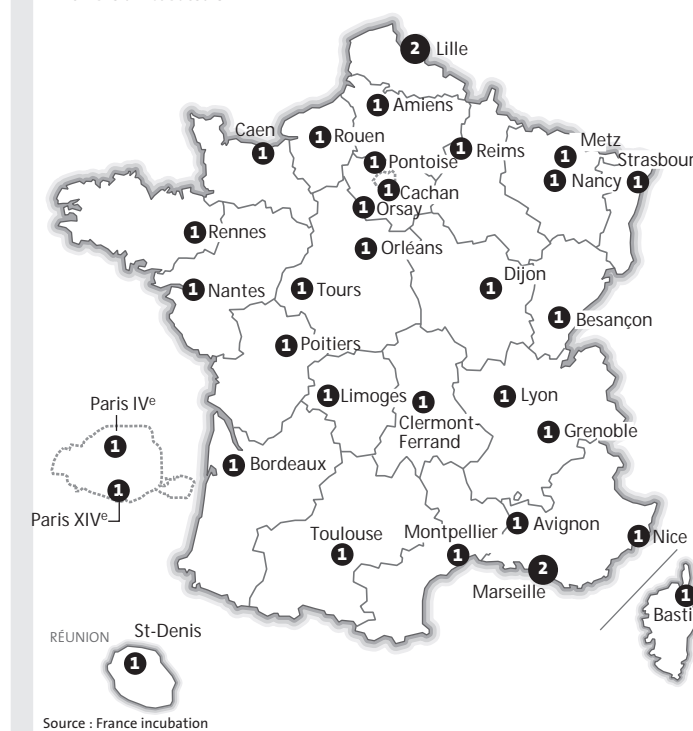 2 Lille
1 Amiens
Caen
1
1 Rouen
1 Reims
Metz
1
1 Pontoise
Strasbour
1
1 Nancy
1 Cachan
1 Orsay
1 Rennes
1 Orléans
1 Nantes
1 Tours
Dijon
1
1 Besançon
1 Poitiers
1 Limoges
1
Clermont-
Ferrand
1 Lyon
1 Grenoble
Paris IVe
1
1
Paris XIVe
1 Bordeaux
Toulouse
1
Montpellier
1
1 Avignon
1 Nice
2
Marseille
1
Basti
RÉUNION
St-Denis
1
Source : France incubation